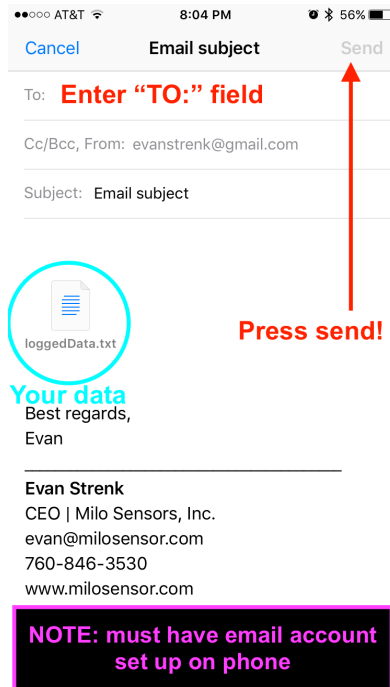 ●●○○○ AT&T 8:04 PM 56%
Cancel Email subject Send
To: Enter “TO:” field
Cc/Bcc, From: evanstrenk@gmail.com
Subject: Email subject
loggedData.txt
Press send!
Your data
Best regards,
Evan
Evan Strenk
CEO | Milo Sensors, Inc.
evan@milosensor.com
760-846-3530
www.milosensor.com
NOTE: must have email account
set up on phone